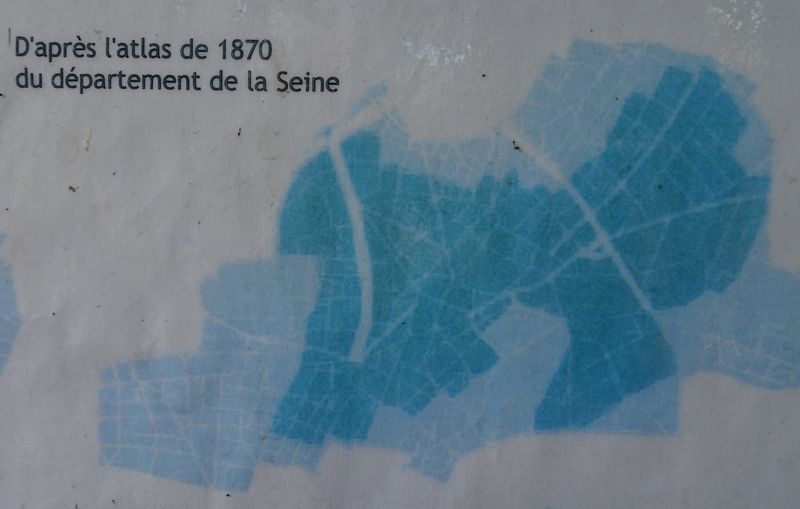 D'après l'atlas de 1870
du département de la Seine